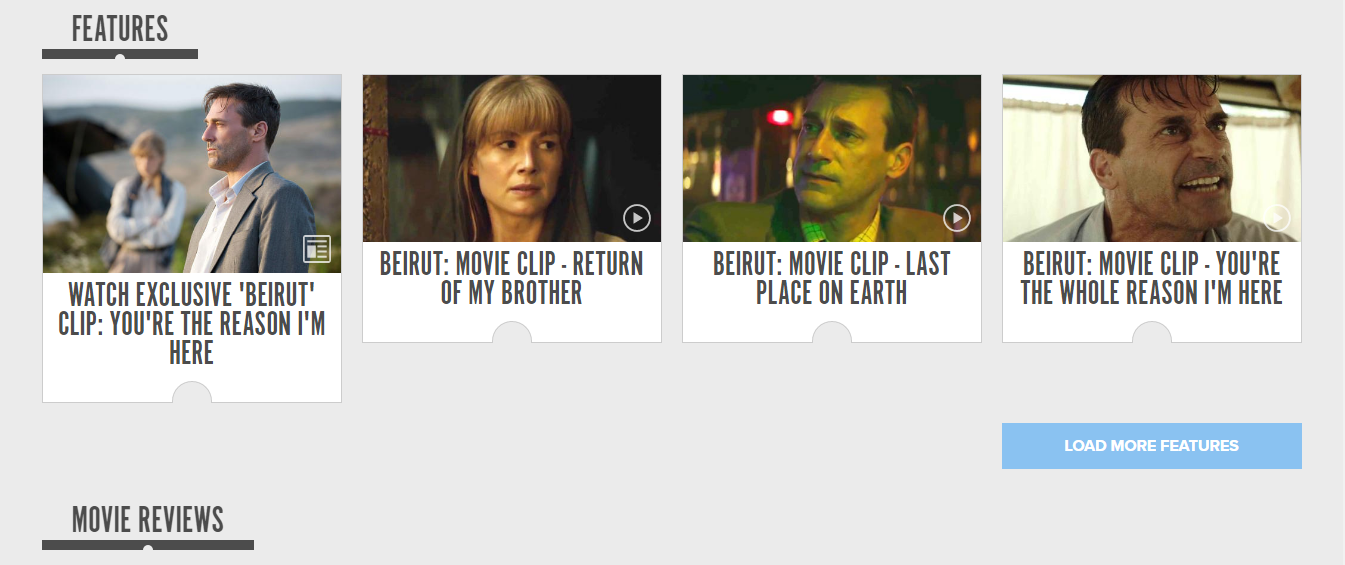 FEATURES
WATCH EXCLUSIVE 'BEIRUT'
CLIP: YOU'RE THE REASON I'M
HERE
BEIRUT: MOVIE CLIP - RETURN
OF MY BROTHER
BEIRUT: MOVIE CLIP - LAST
PLACE ON EARTH
BEIRUT: MOVIE CLIP - YOU'RE
THE WHOLE REASON I'M HERE
LOAD MORE FEATURES
MOVIE REVIEWS